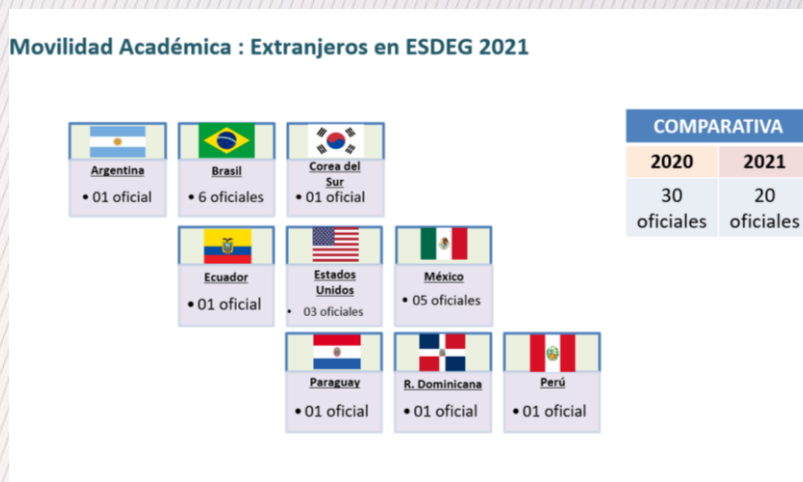 Movilidad Académica : Extranjeros en ESDEG 2021
COMPARATIVA
2020 2021
30 20
oficiales oficiales
Argentina
• 01 oficial
Brasil
• 6 oficiales
Corea del
Sur
• 01 oficial
Ecuador
• 01 oficial
Estados
Unidos
• 03 oficiales
México
• 05 oficiales
Paraguay
• 01 oficial
R. Dominicana
• 01 oficial
Perú
• 01 oficial